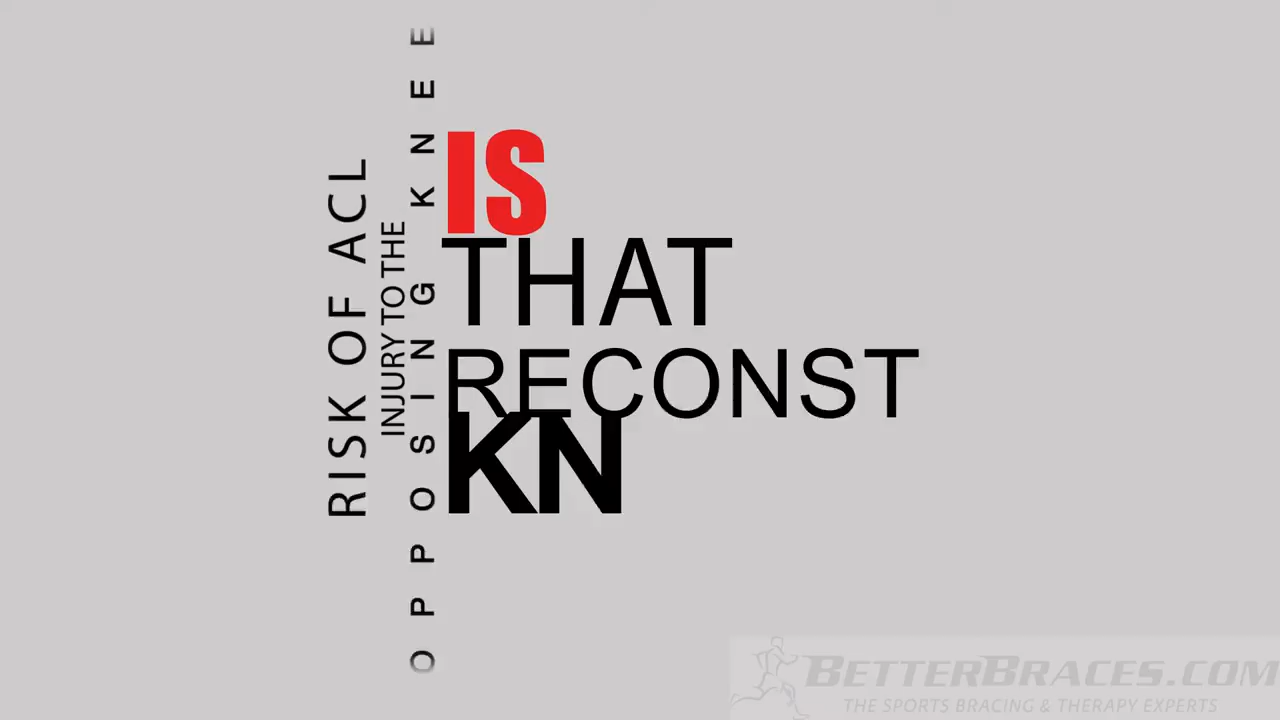 RISK OF ACL
INJURY TO THE
OPPOSING KNEE
IS
THAT
RECONST
KN
BETTERBRACES.COM
THE SPORTS BRACING & THERAPY EXPERTS